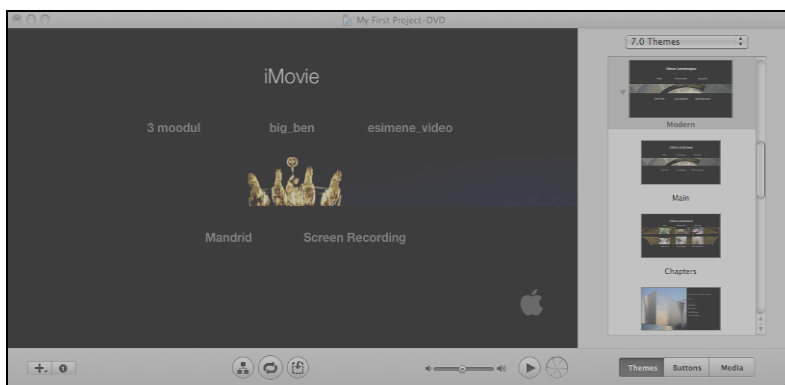 My First Project-DVD
7.0 Themes
iMovie
3 moodul
big_ben
esimene_video
Mandrid
Screen Recording
Modern
Main
Chapters
Themes
Buttons
Media